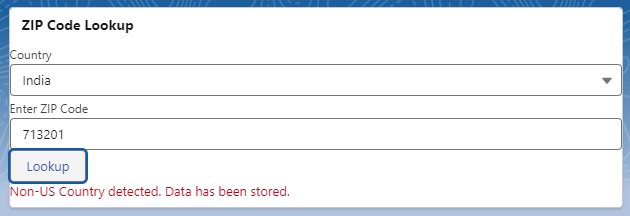 ZIP Code Lookup
Country
India
Enter ZIP Code
713201
Lookup
Non-US Country detected. Data has been stored.